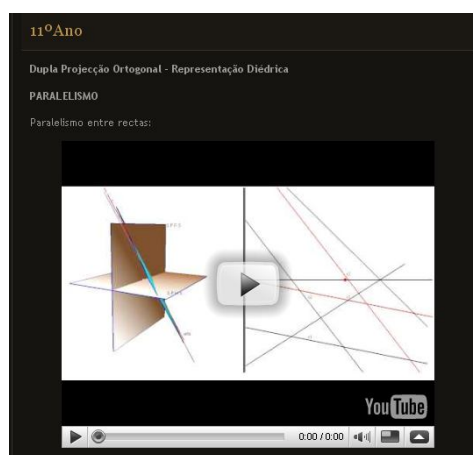 11ºAno
Dupla Projecção Ortogonal - Representação Diédrica
PARALELISMO
Paralelismo entre rectas:
YouTube
0:00 / 0:00